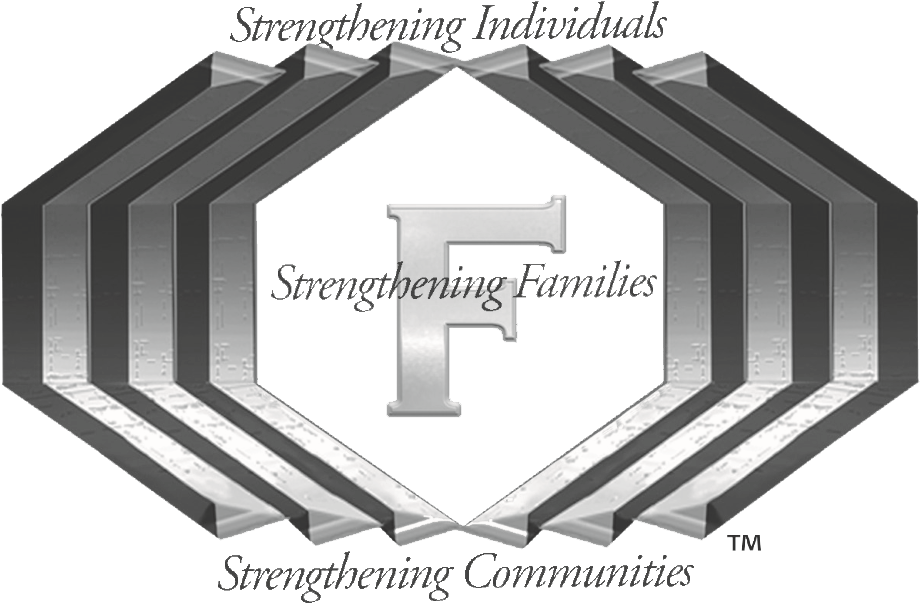 Strengthening Individuals
F
Strengthening Families
TM
Strengthening Communities